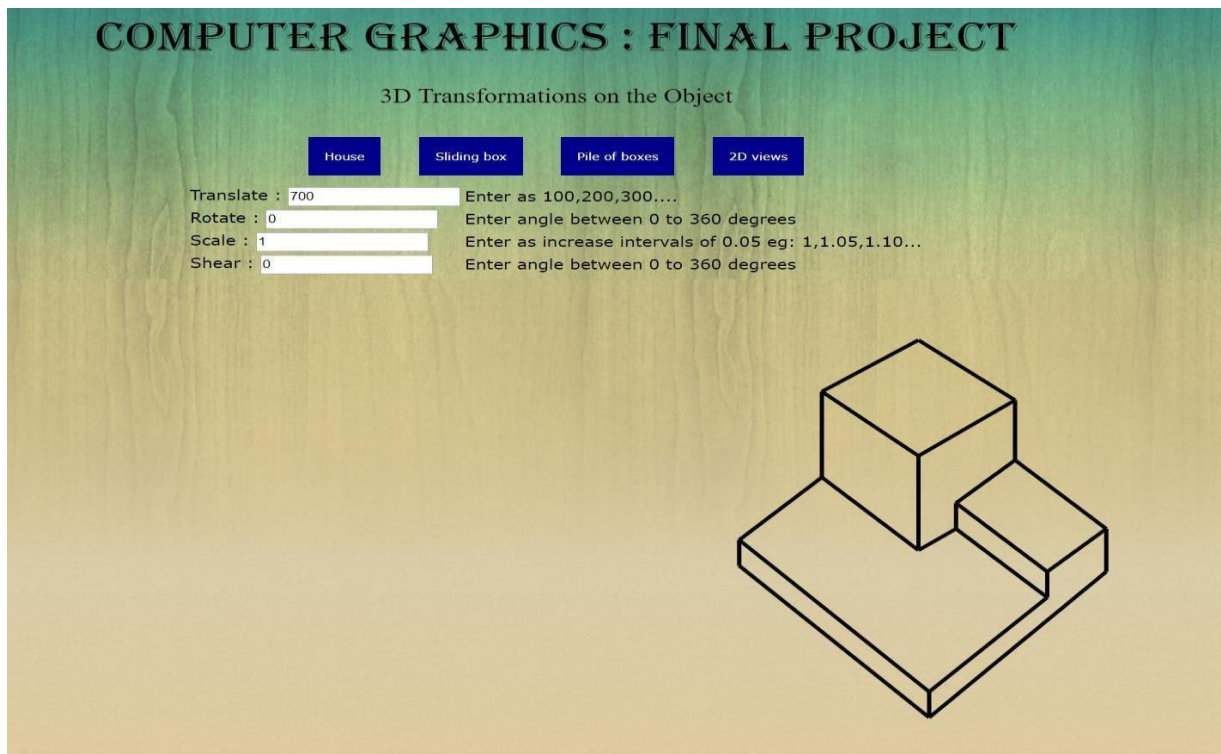 COMPUTER GRAPHICS : FINAL PROJECT
3D Transformations on the Object
House Sliding box Pile of boxes 2D views
Translate : 700 Enter as 100,200,300....
Rotate : 0 Enter angle between 0 to 360 degrees
Scale : 1 Enter as increase intervals of 0.05 eg: 1,1.05,1.10...
Shear : 0 Enter angle between 0 to 360 degrees